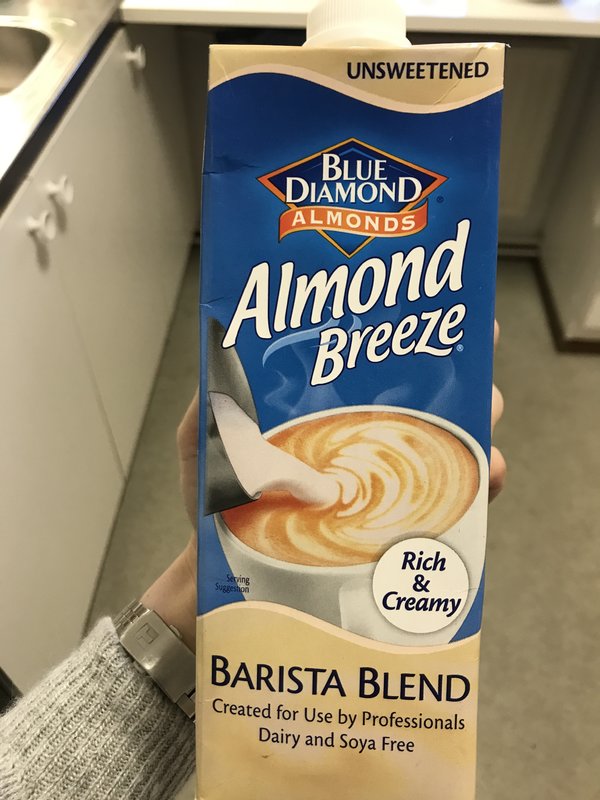 UNSWEETENED
BLUE
DIAMOND
ALMONDS
Almond
Breeze
Serving
Suggestion
Rich
&
Creamy
BARISTA BLEND
Created for Use by Professionals
Dairy and Soya Free